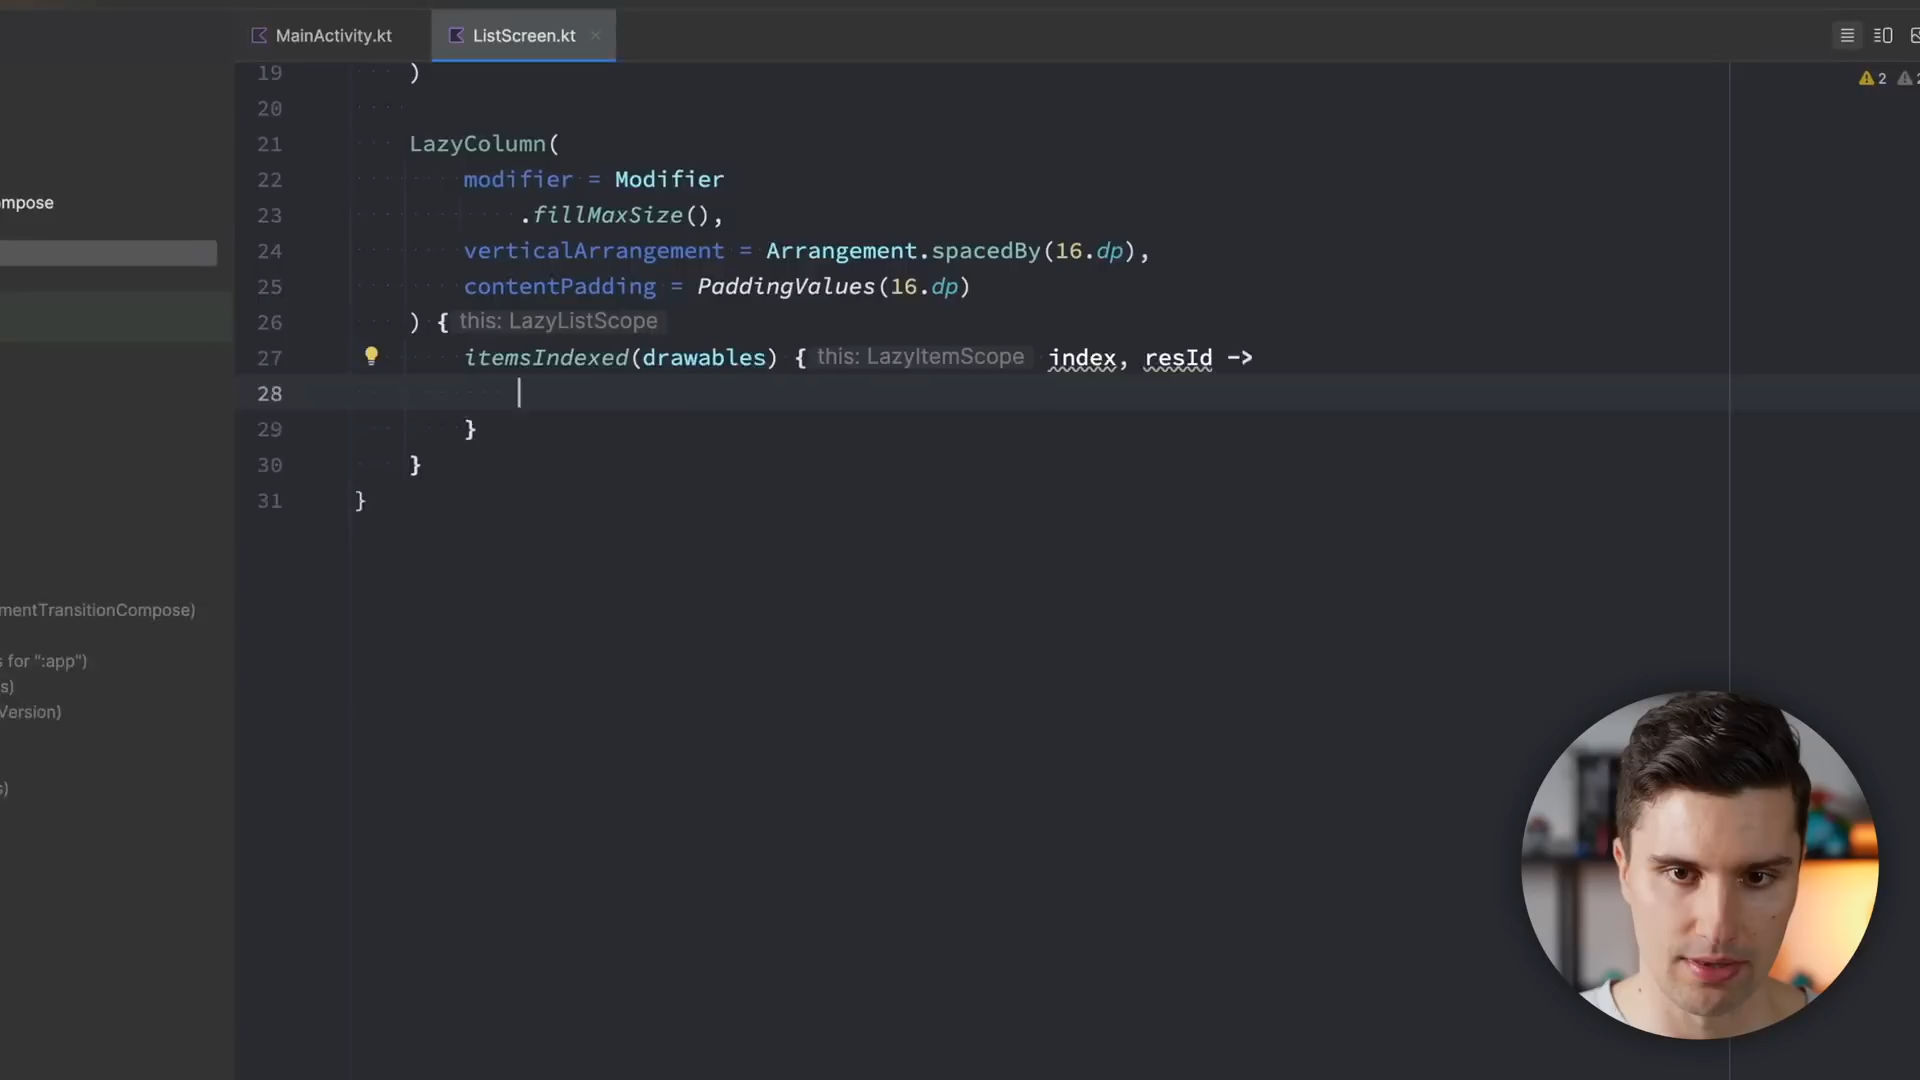 MainActivity.kt
ListScreen.kt
2
2
19 )
20
21 LazyColumn(
22 modifier = Modifier
23 .fillMaxSize(),
24 verticalArrangement = Arrangement.spacedBy(16.dp),
25 contentPadding = PaddingValues(16.dp)
26 ) { this: LazyListScope
27 itemsIndexed(drawables) { this: LazyItemScope index, resId ->
28
29 }
30 }
31 }
ompose
mentTransitionCompose)
s for ":app")
s)
Version)
s)